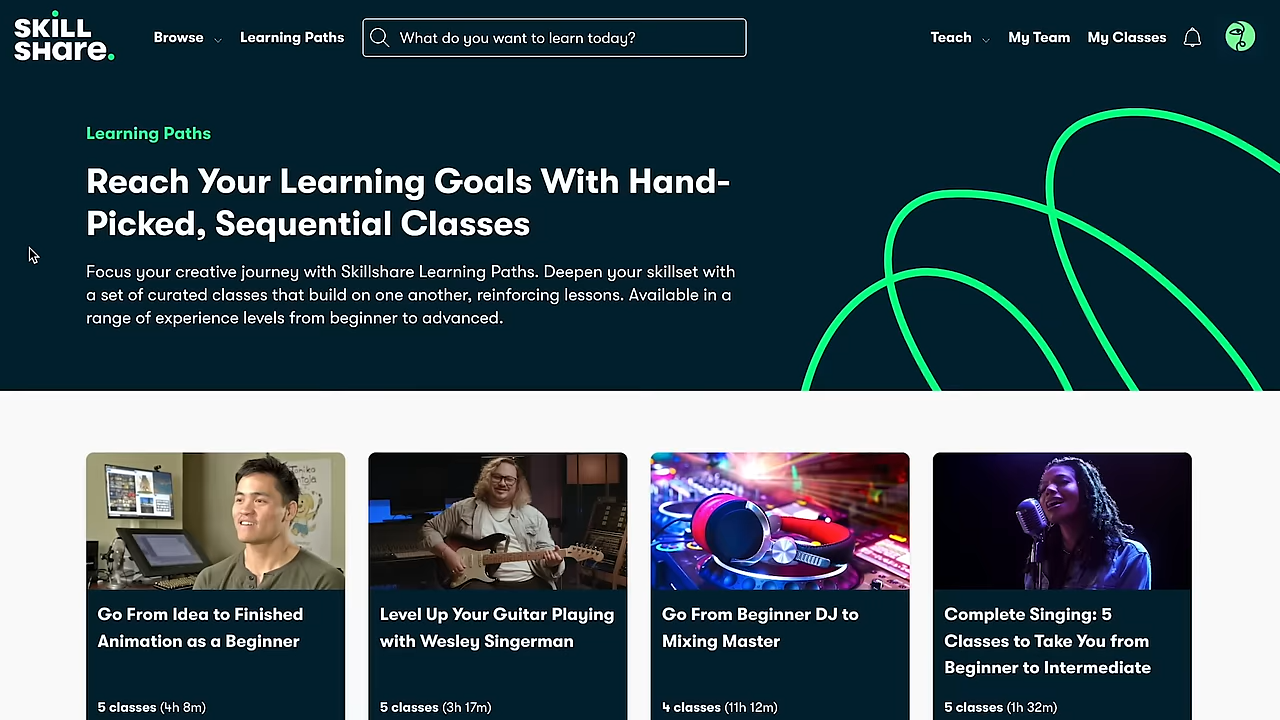 SKILL
SHare.
Browse
Learning Paths
What do you want to learn today?
Teach
My Team
My Classes
Learning Paths
Reach Your Learning Goals With Hand-
Picked, Sequential Classes
Focus your creative journey with Skillshare Learning Paths. Deepen your skillset with
a set of curated classes that build on one another, reinforcing lessons. Available in a
range of experience levels from beginner to advanced.
Go From Idea to Finished
Animation as a Beginner
5 classes (4h 8m)
Level Up Your Guitar Playing
with Wesley Singerman
5 classes (3h 17m)
Go From Beginner DJ to
Mixing Master
4 classes (11h 12m)
Complete Singing: 5
Classes to Take You from
Beginner to Intermediate
5 classes (1h 32m)